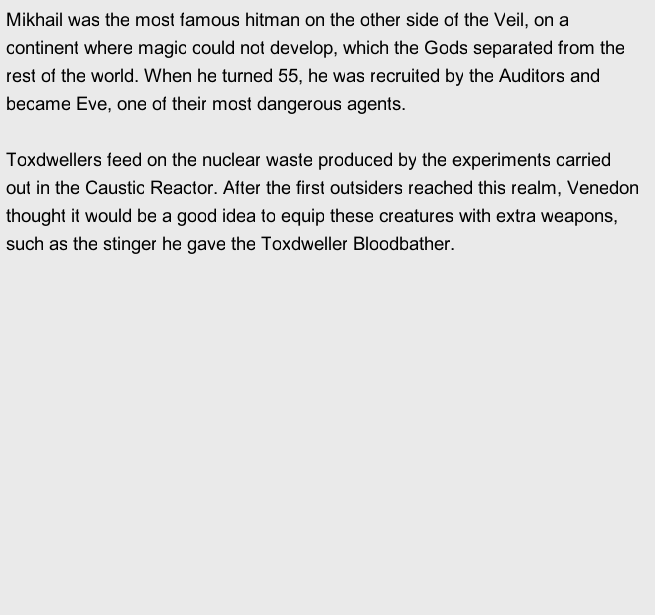 Mikhail was the most famous hitman on the other side of the Veil, on a
continent where magic could not develop, which the Gods separated from the
rest of the world. When he turned 55, he was recruited by the Auditors and
became Eve, one of their most dangerous agents.

Toxdwellers feed on the nuclear waste produced by the experiments carried
out in the Caustic Reactor. After the first outsiders reached this realm, Venedon
thought it would be a good idea to equip these creatures with extra weapons,
such as the stinger he gave the Toxdweller Bloodbather.